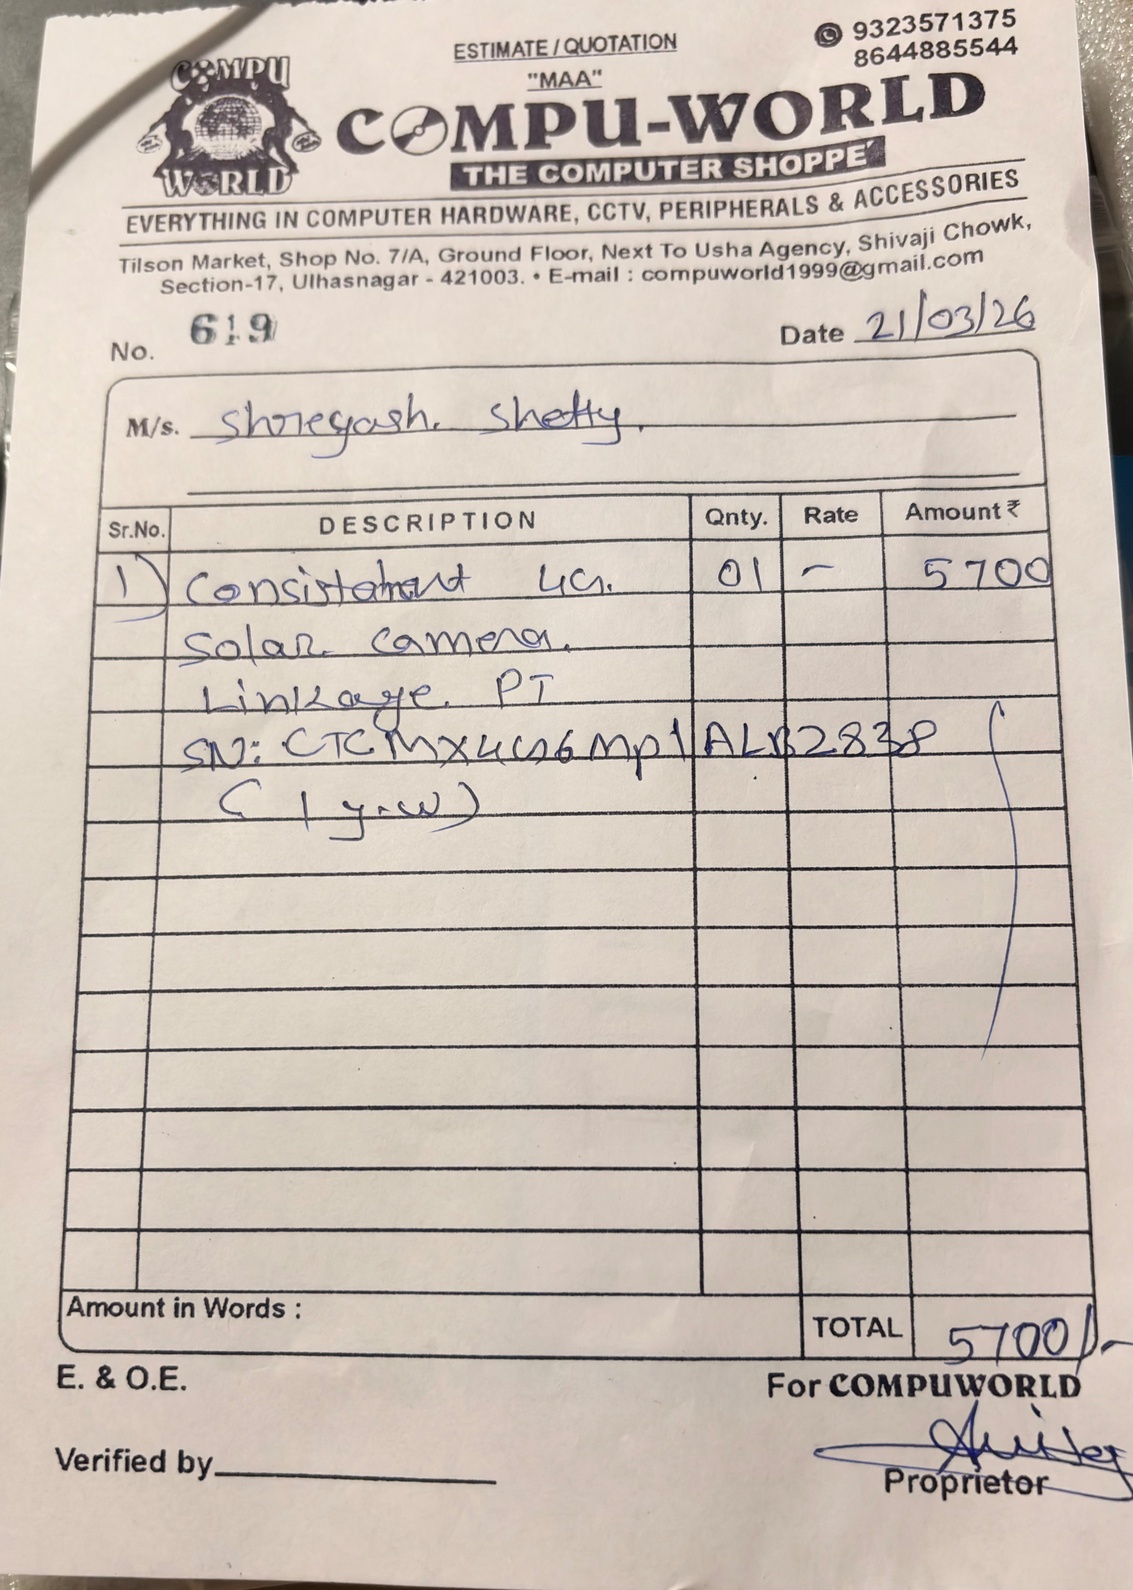 ESTIMATE / QUOTATION
9323571375
8644885544
"MAA"
COMPU WORLD
COMPU-WORLD
THE COMPUTER SHOPPE
EVERYTHING IN COMPUTER HARDWARE, CCTV, PERIPHERALS & ACCESSORIES
Tilson Market, Shop No. 7/A, Ground Floor, Next To Usha Agency, Shivaji Chowk,
Section-17, Ulhasnagar - 421003. • E-mail : compuworld1999@gmail.com
No. 619
Date 21/03/26
M/s. Shreyash. Shetty.
Sr.No. DESCRIPTION Qnty. Rate Amount ₹
1) 4G. 01 - 5700
Solar camera.
Linkage. PT
SN: CTCMX4G6MP1ALB2838
(1 y.w)
Amount in Words :
TOTAL 5700/-
E. & O.E.
For COMPUWORLD
Verified by
Proprietor